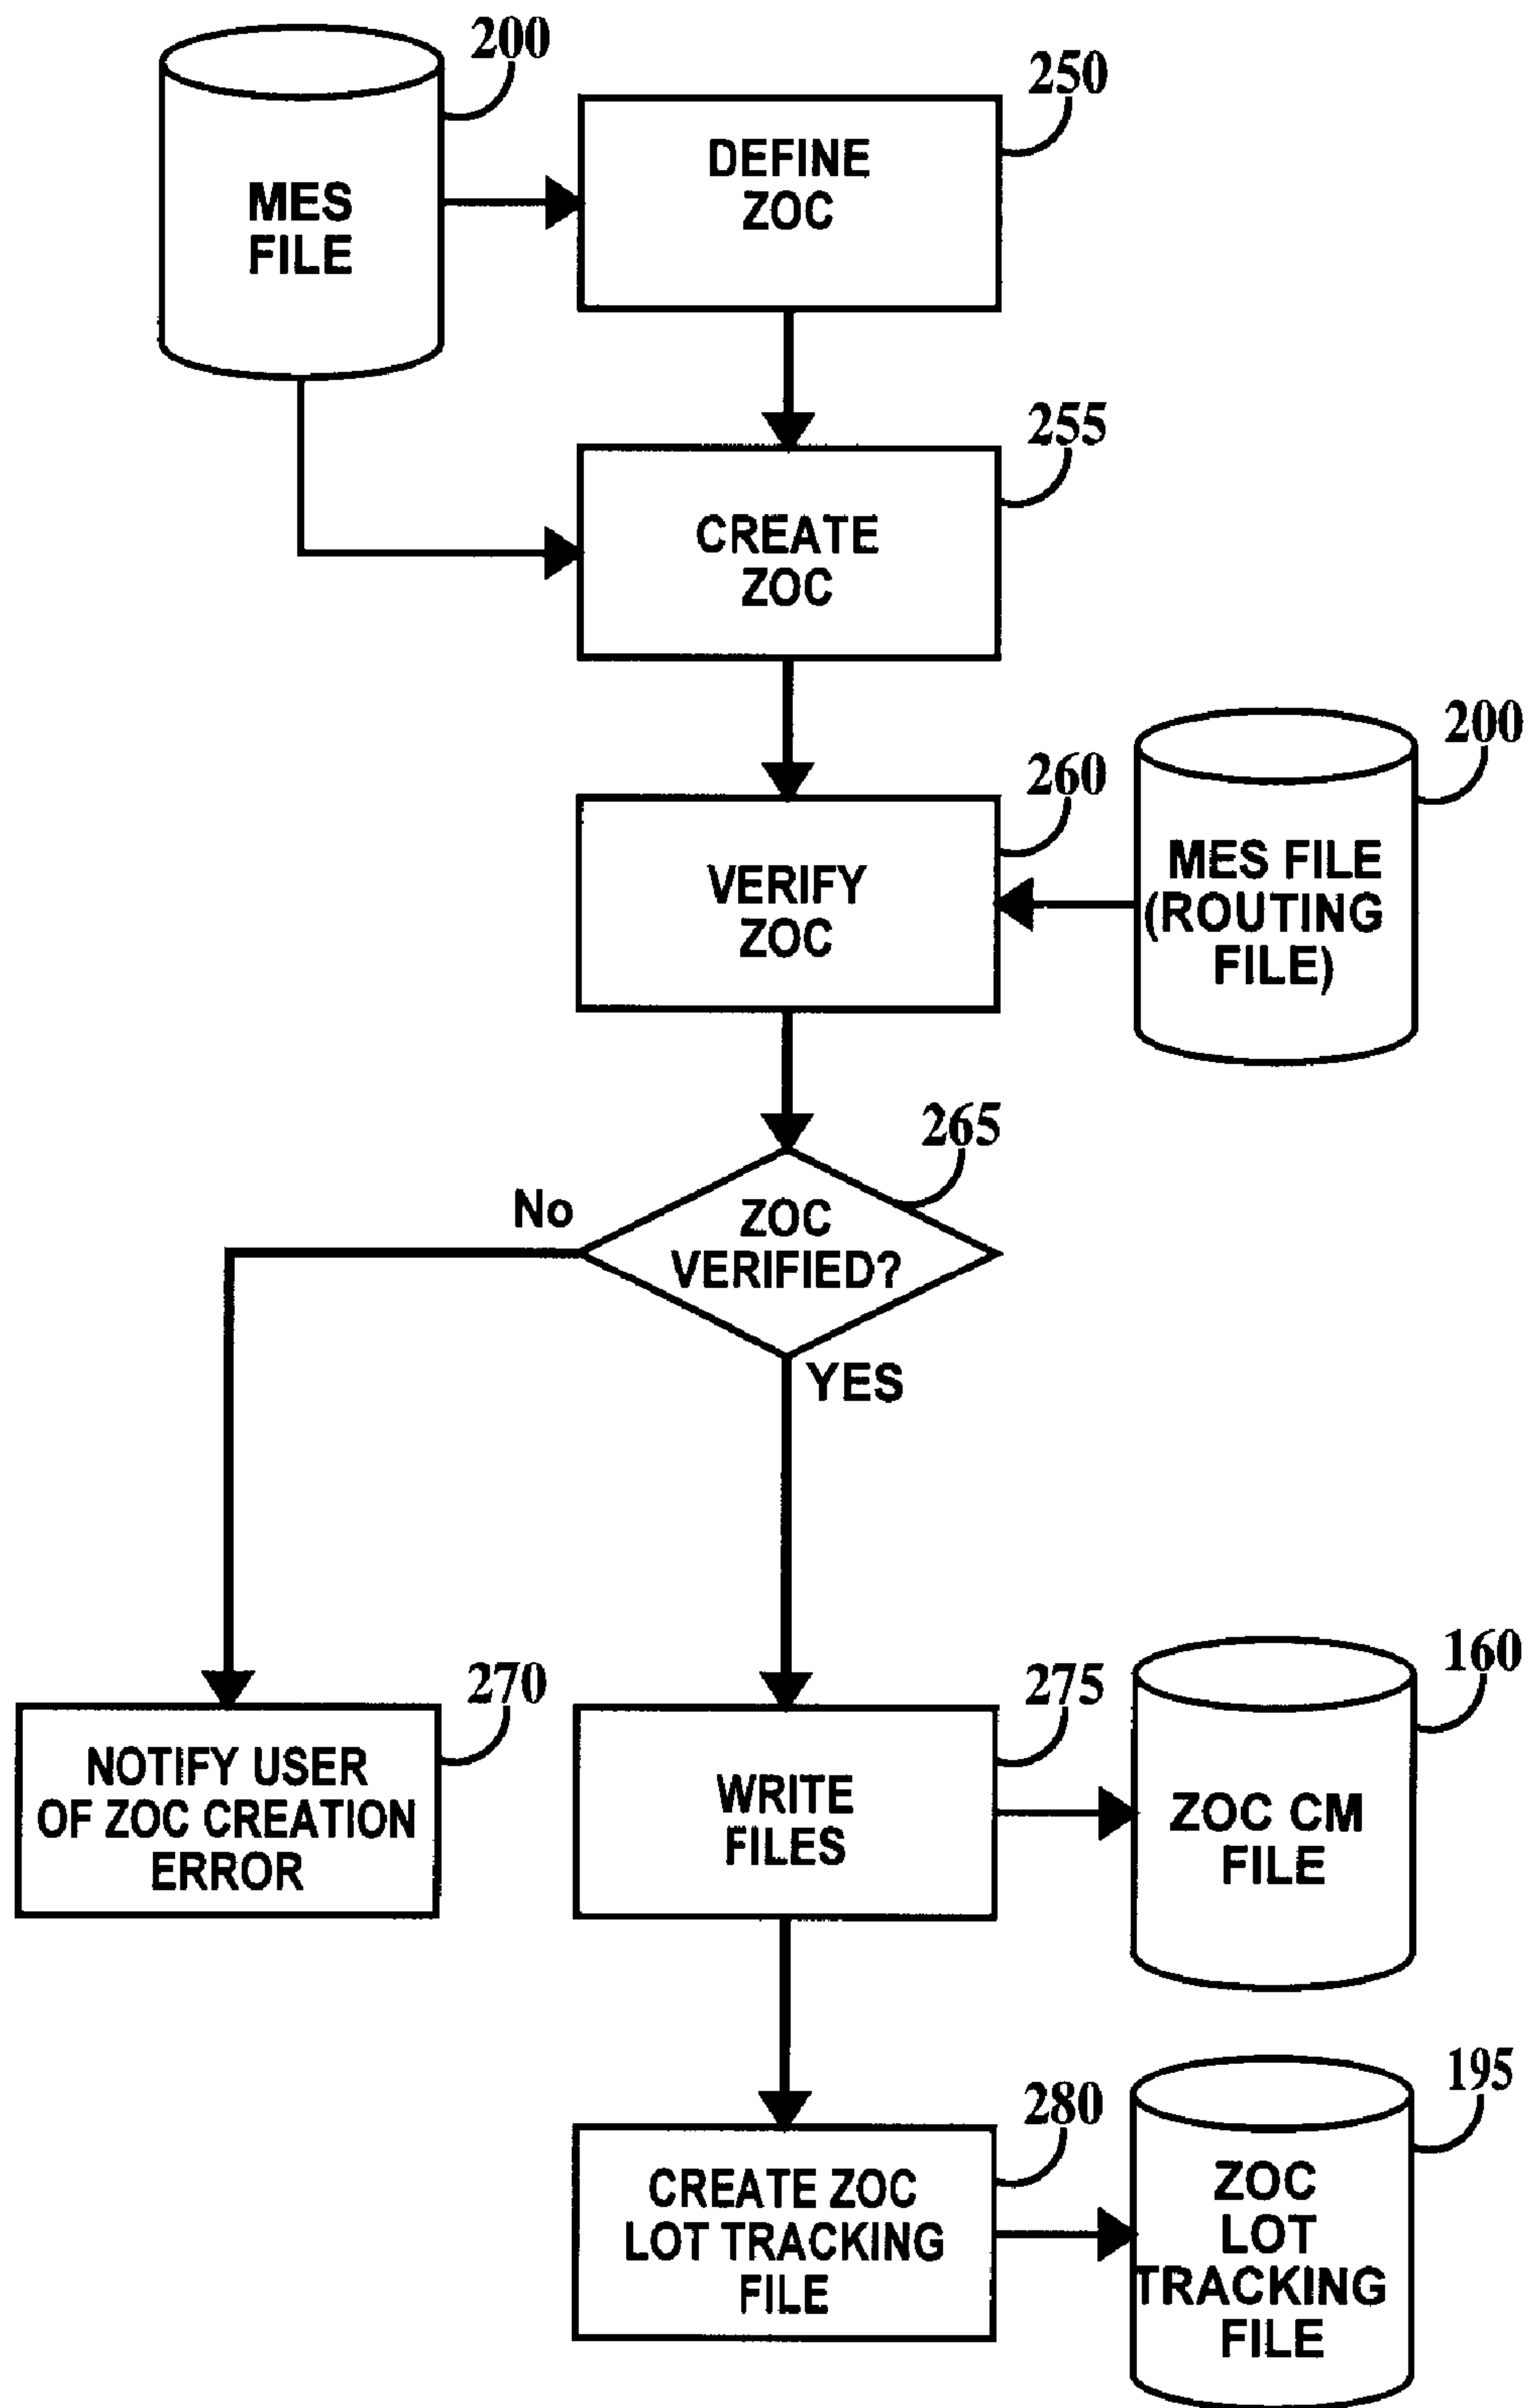 200
MES
FILE
250
DEFINE
ZOC
255
CREATE
ZOC
260
VERIFY
ZOC
200
MES FILE
(ROUTING
FILE)
265
ZOC
VERIFIED?
No
YES
270
NOTIFY USER
OF ZOC CREATION
ERROR
275
WRITE
FILES
160
ZOC CM
FILE
280
CREATE ZOC
LOT TRACKING
FILE
195
ZOC
LOT
TRACKING
FILE